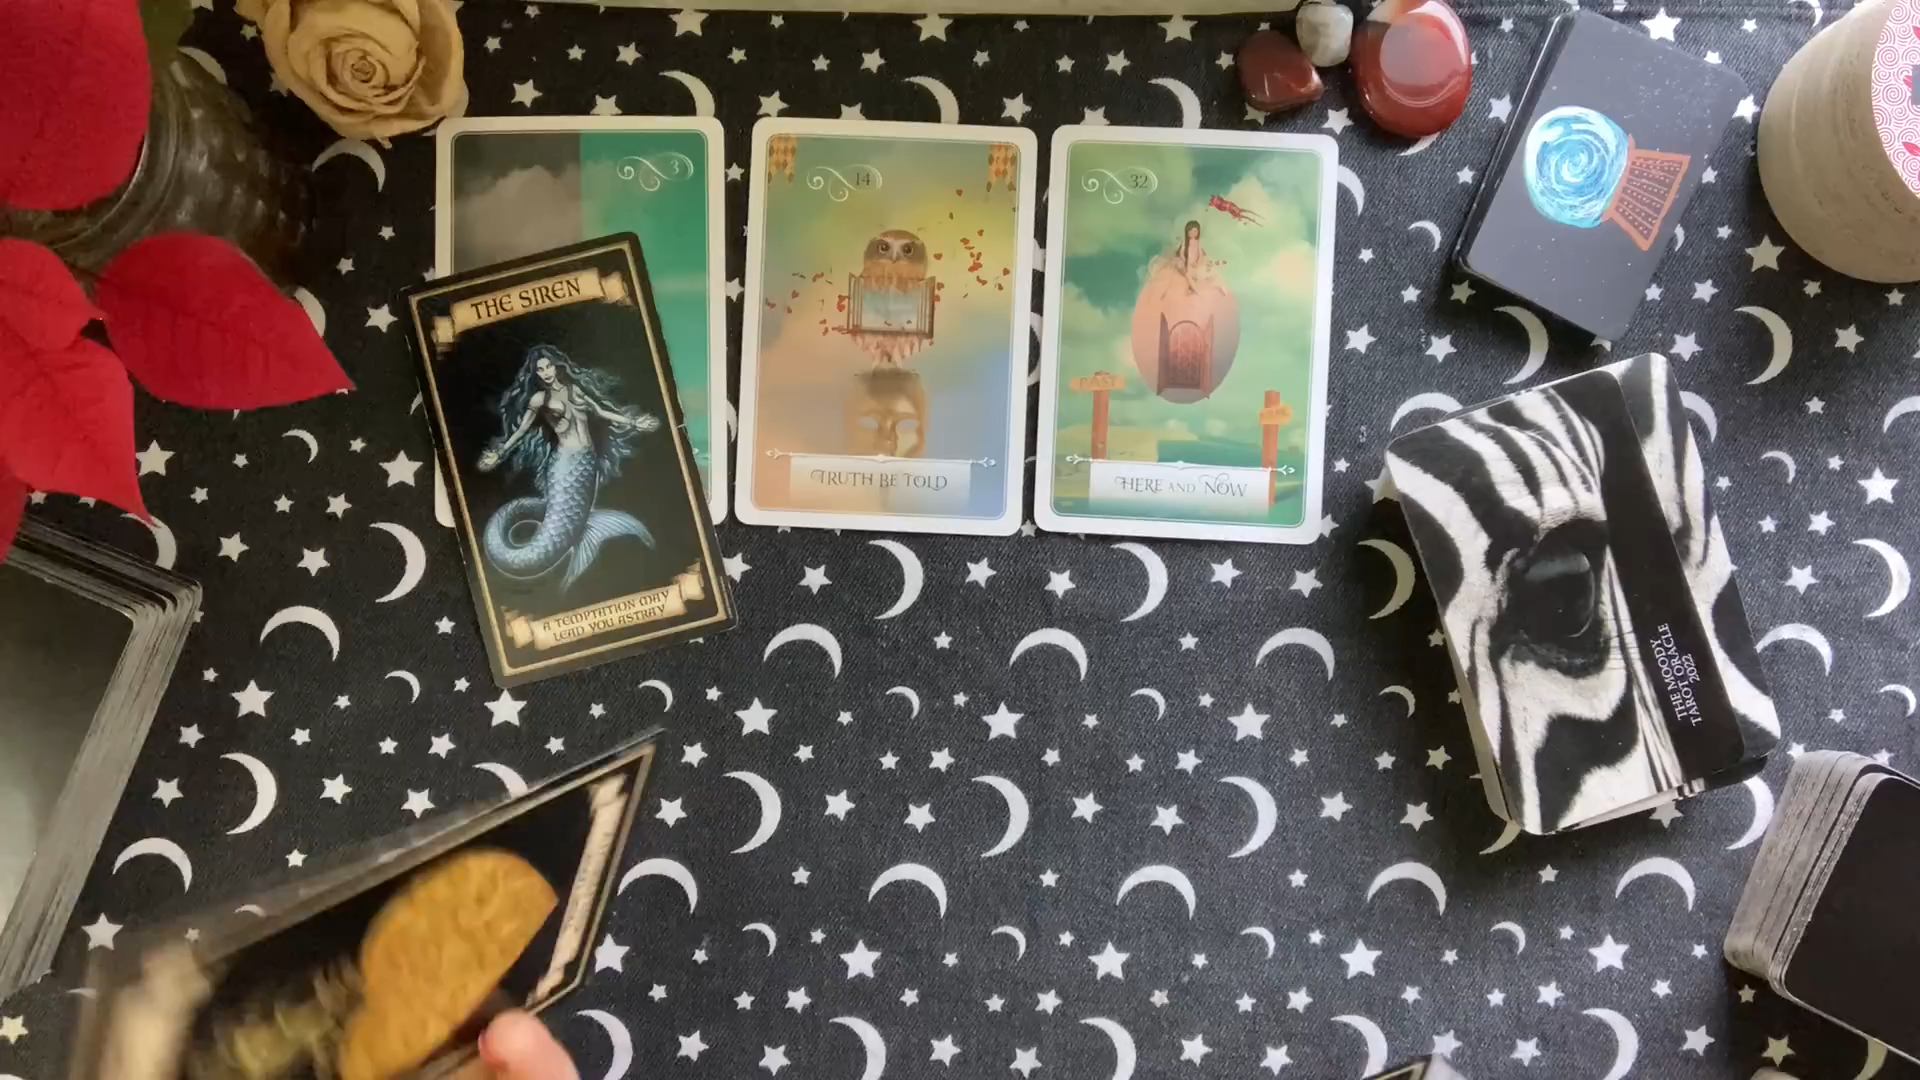 3
14
32
THE SIREN
PAST
TRUTH BE TOLD
HERE AND NOW
A TEMPTATION MAY
LEAD YOU ASTRAY
THE MOODY
TAROT ORACLE
2022